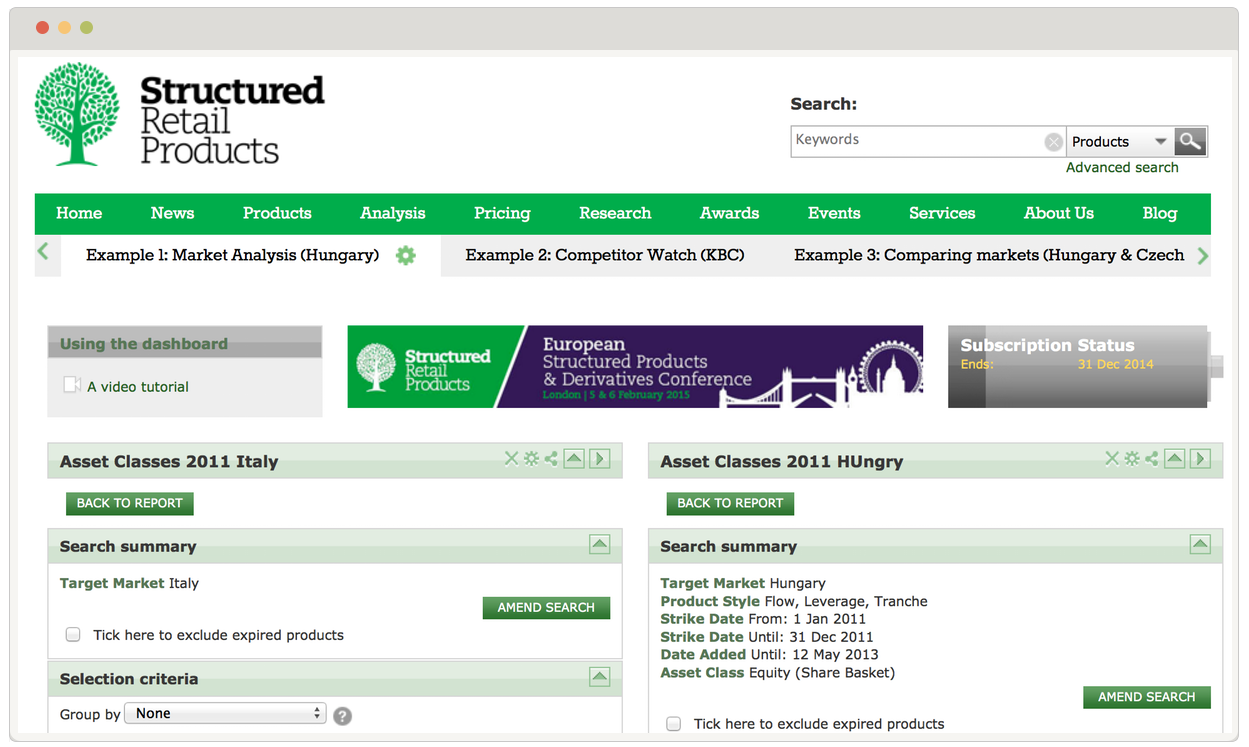 Structured
Retail
Products
Search:
Keywords
Products
Advanced search
Home News Products Analysis Pricing Research Awards Events Services About Us Blog
Example 1: Market Analysis (Hungary) Example 2: Competitor Watch (KBC) Example 3: Comparing markets (Hungary & Czech
Using the dashboard
A video tutorial
Structured
Retail
Products
European
Structured Products
& Derivatives Conference
London | 5 & 6 February 2015
Subscription Status
Ends: 31 Dec 2014
Asset Classes 2011 Italy
BACK TO REPORT
Search summary
Target Market Italy
AMEND SEARCH
Tick here to exclude expired products
Selection criteria
Group by None ?
Asset Classes 2011 HUngry
BACK TO REPORT
Search summary
Target Market Hungary
Product Style Flow, Leverage, Tranche
Strike Date From: 1 Jan 2011
Strike Date Until: 31 Dec 2011
Date Added Until: 12 May 2013
Asset Class Equity (Share Basket)
AMEND SEARCH
Tick here to exclude expired products